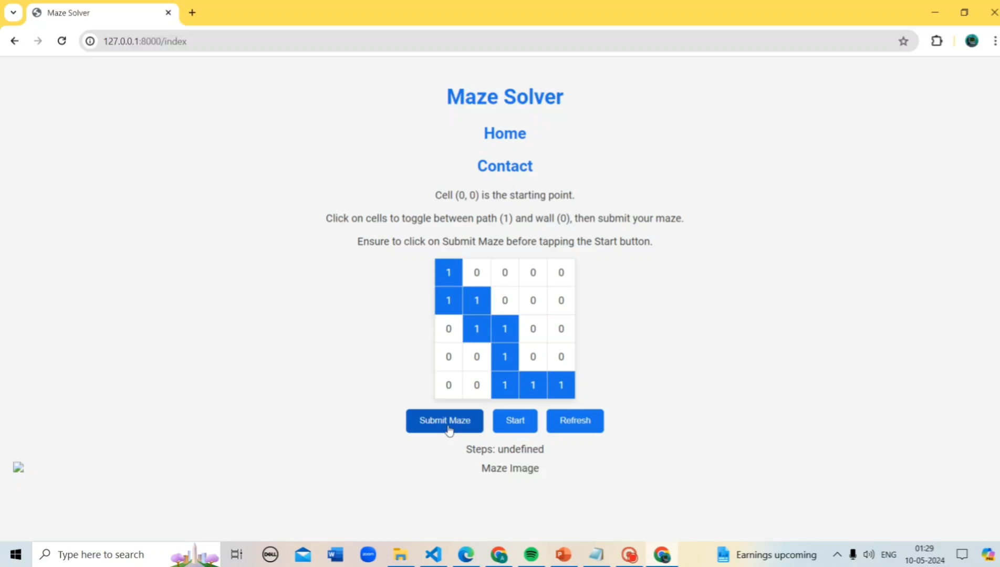 Maze Solver
127.0.0.1:8000/index
Maze Solver
Home
Contact
Cell (0, 0) is the starting point.
Click on cells to toggle between path (1) and wall (0), then submit your maze.
Ensure to click on Submit Maze before tapping the Start button.
1 0 0 0 0
1 1 0 0 0
0 1 1 0 0
0 0 1 0 0
0 0 1 1 1
Submit Maze Start Refresh
Steps: undefined
Maze Image
Type here to search DELL W zoom A P Earnings upcoming ENG 01:29
10-05-2024
PRE